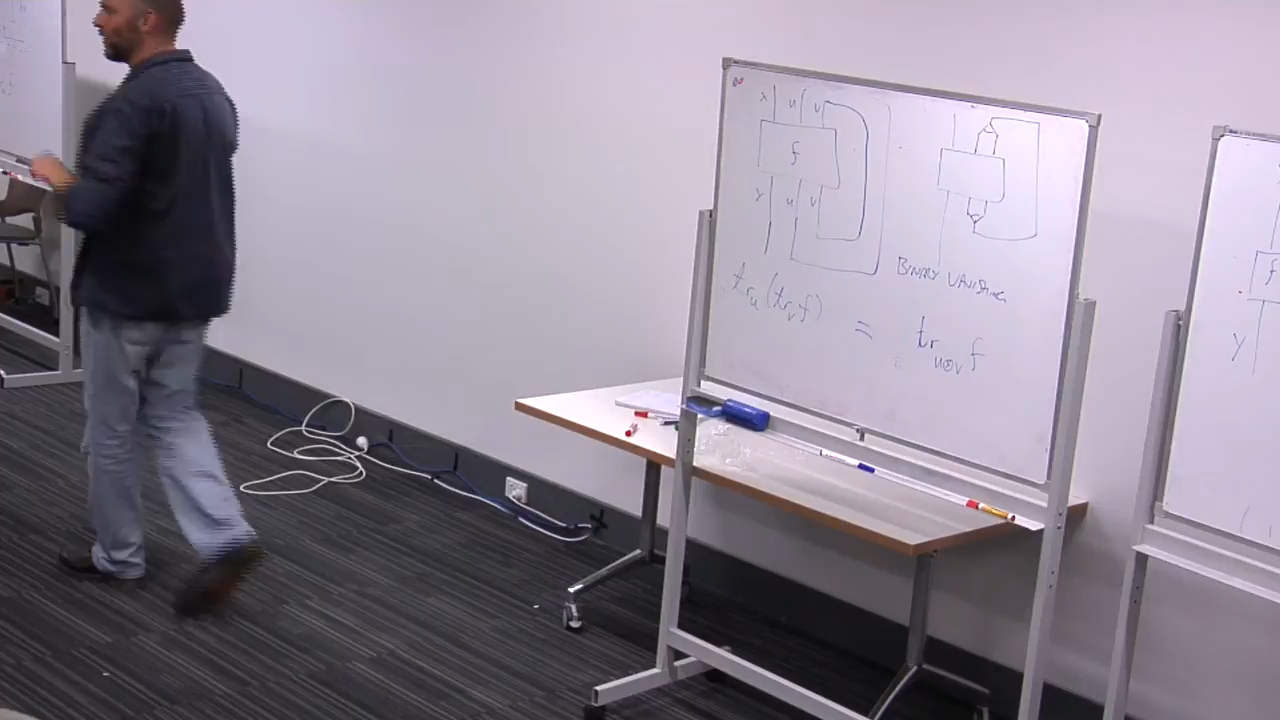 x u v
f
y u v
BINARY VANISHING
tr_u (tr_v f) = tr_{u⊗v} f
f
y